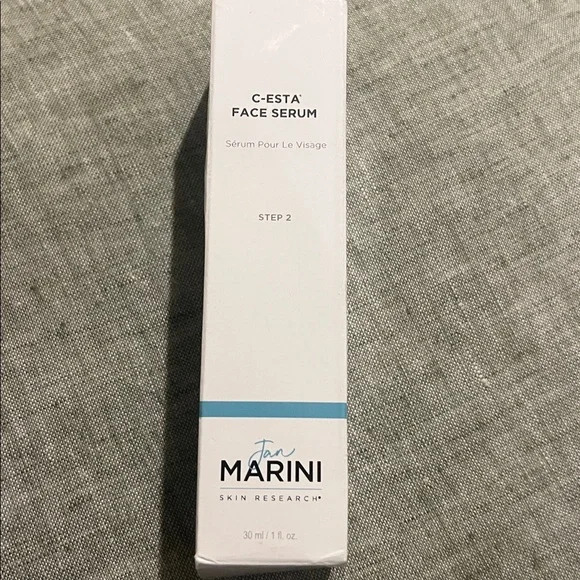 C-ESTA®
FACE SERUM
Sérum Pour Le Visage
STEP 2
Jan
MARINI
SKIN RESEARCH®
30 ml / 1 fl. oz.